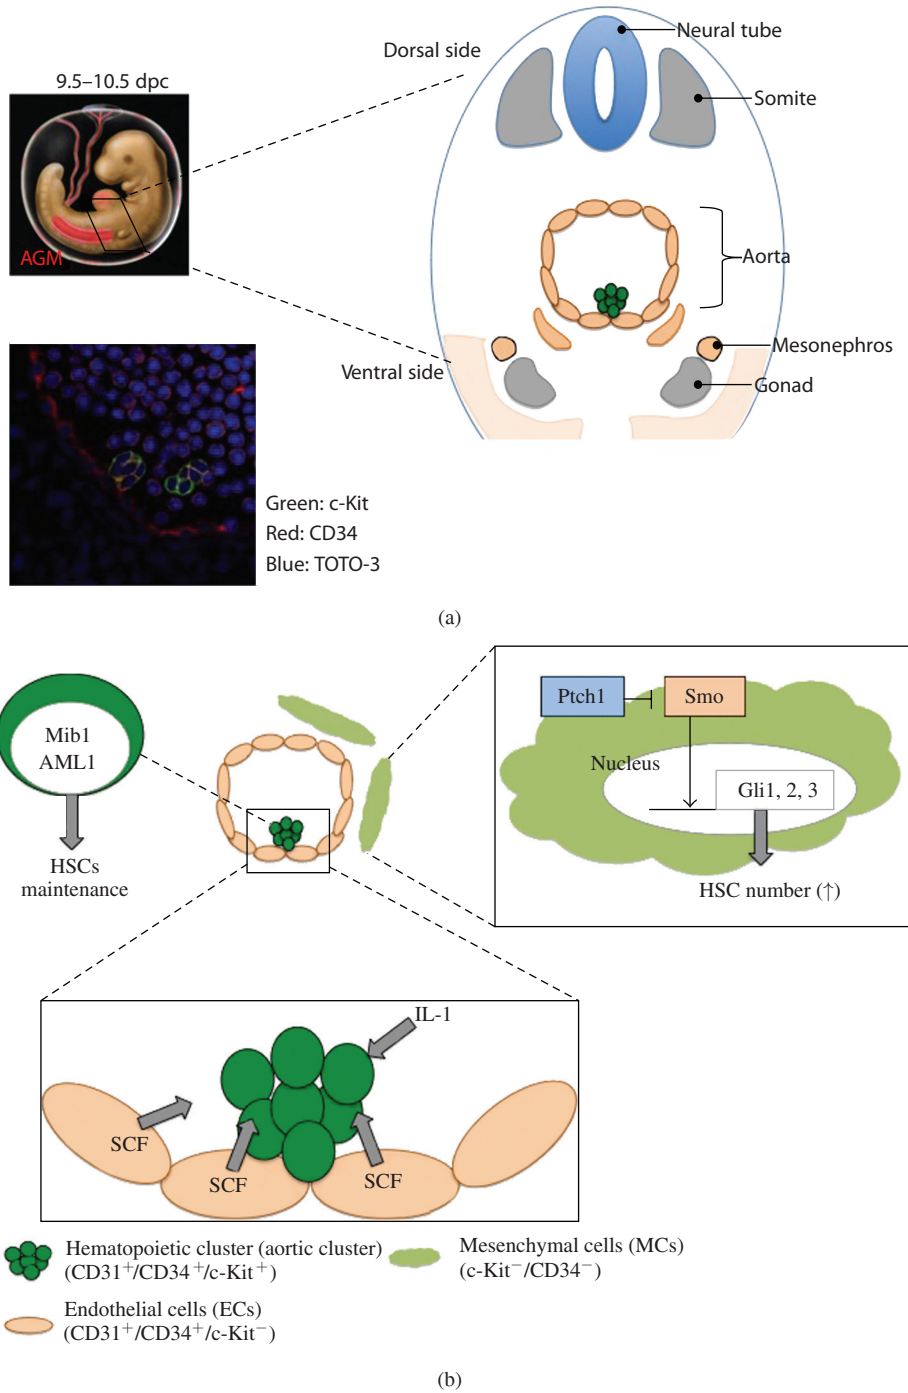 Dorsal side
Neural tube
9.5–10.5 dpc
Somite
AGM
Aorta
Mesonephros
Ventral side
Gonad
Green: c-Kit
Red: CD34
Blue: TOTO-3
(a)
Ptch1
Smo
Mib1
AML1
Nucleus
Gli1, 2, 3
HSCs
maintenance
HSC number (↑)
IL-1
SCF
SCF
SCF
Hematopoietic cluster (aortic cluster)
(CD31⁺/CD34⁺/c-Kit⁺)
Mesenchymal cells (MCs)
(c-Kit⁻/CD34⁻)
Endothelial cells (ECs)
(CD31⁺/CD34⁺/c-Kit⁻)
(b)